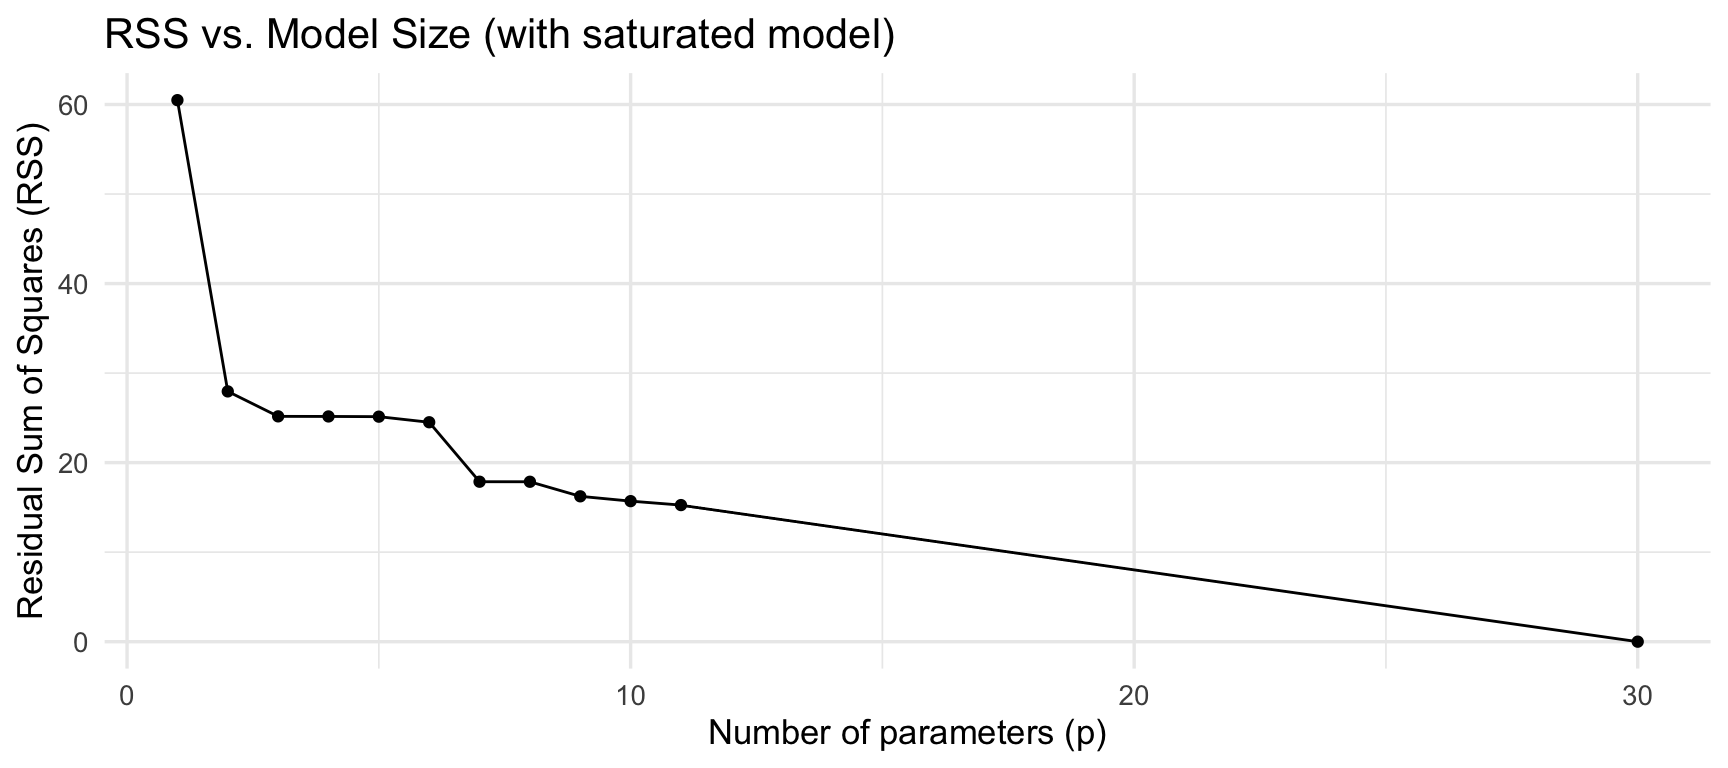 RSS vs. Model Size (with saturated model)
Residual Sum of Squares (RSS)
60
40
20
0
0 10 20 30
Number of parameters (p)